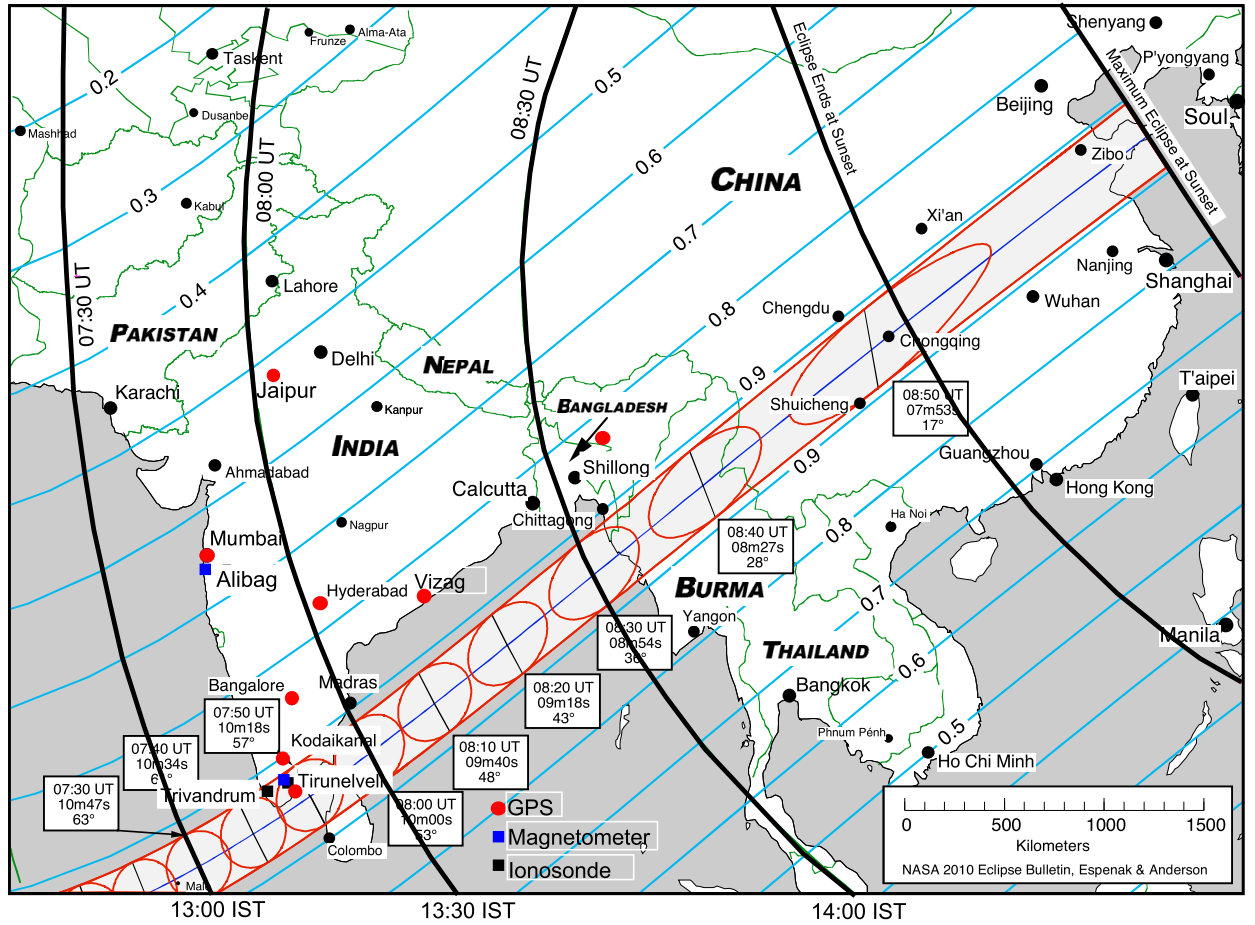 Shenyang
Alma-Ata
Frunze
Taskent
P'yongyang
0.2
0.5
08:30 UT
Eclipse Ends at Sunset
Maximum Eclipse at Sunset
Beijing
Soul
Dusanbe
Mashhad
Zibo
0.6
CHINA
0.3
Kabul
08:00 UT
Xi'an
0.7
Nanjing
Shanghai
Lahore
0.4
07:30 UT
Wuhan
Chengdu
0.8
PAKISTAN
Chongqing
Delhi
NEPAL
0.9
T'aipei
Jaipur
Karachi
Kanpur
BANGLADESH
Shuicheng
08:50 UT
07m53s
17°
INDIA
Guangzhou
Shillong
0.9
Ahmadabad
Calcutta
Hong Kong
Chittagong
Nagpur
Ha Noi
0.8
Mumbai
08:40 UT
08m27s
28°
Alibag
Hyderabad
Vizag
BURMA
0.7
Yangon
08:30 UT
08m54s
36°
Manila
THAILAND
0.6
Bangalore
Madras
Bangkok
08:20 UT
09m18s
43°
07:50 UT
10m18s
57°
Phnum Pénh
0.5
Kodaikanal
07:40 UT
10m34s
08:10 UT
09m40s
48°
Ho Chi Minh
Tirunelveli
Trivandrum
07:30 UT
10m47s
63°
08:00 UT
10m00s
53°
GPS
Magnetometer
Ionosonde
Colombo
Male
0 500 1000 1500
Kilometers
NASA 2010 Eclipse Bulletin, Espenak & Anderson
13:00 IST
13:30 IST
14:00 IST